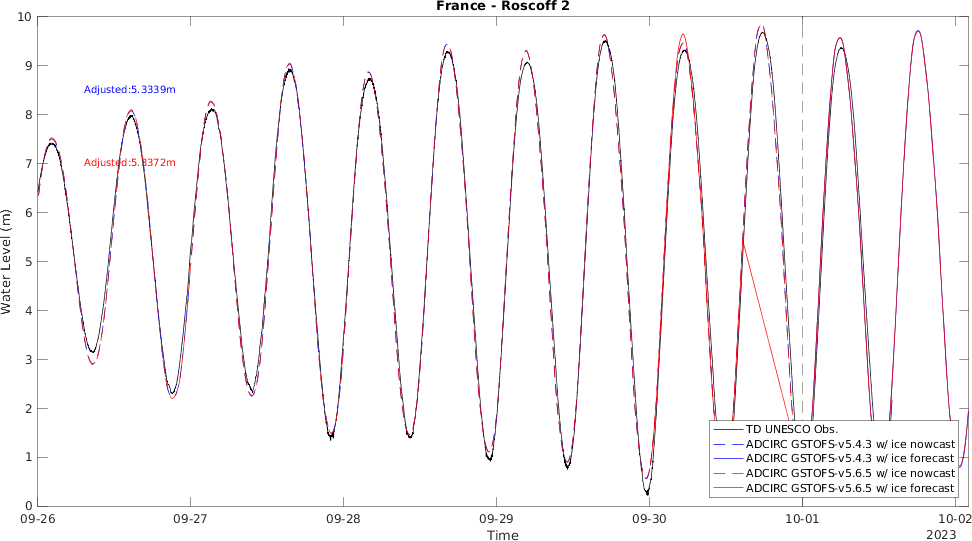 France - Roscoff 2
10
9
8
7
6
5
4
3
2
1
0
Water Level (m)
Adjusted:5.3339m
Adjusted:5.3372m
TD UNESCO Obs.
ADCIRC GSTOFS-v5.4.3 w/ ice nowcast
ADCIRC GSTOFS-v5.4.3 w/ ice forecast
ADCIRC GSTOFS-v5.6.5 w/ ice nowcast
ADCIRC GSTOFS-v5.6.5 w/ ice forecast
09-26
09-27
09-28
09-29
09-30
10-01
10-02
Time
2023